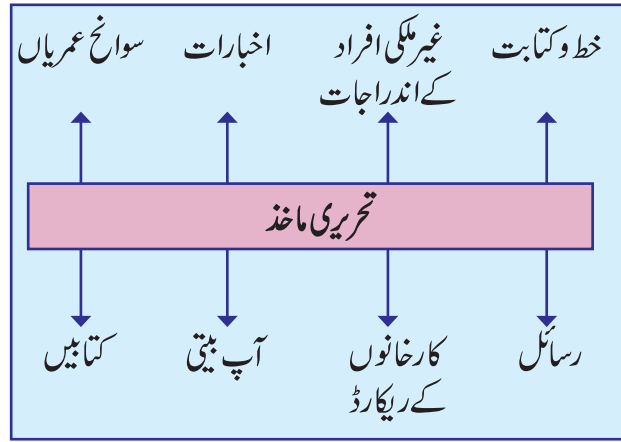 خط و کتابت
غیر ملکی افراد
کے اندراجات
اخبارات
سوانح عمریاں
تحریری ماخذ
رسائل
کارخانوں
کے ریکارڈ
آپ بیتی
کتابیں